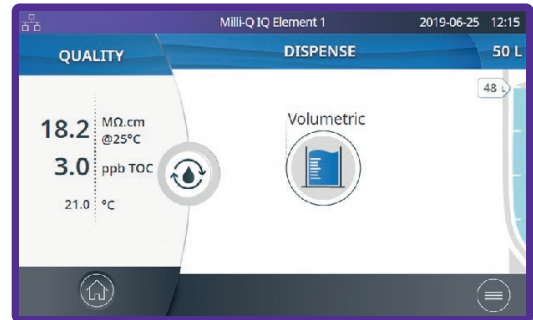 Milli-Q IQ Element 1 2019-06-25 12:15
QUALITY DISPENSE 50 L
48 L
18.2 MΩ.cm @25°C
3.0 ppb TOC
21.0 °C
Volumetric